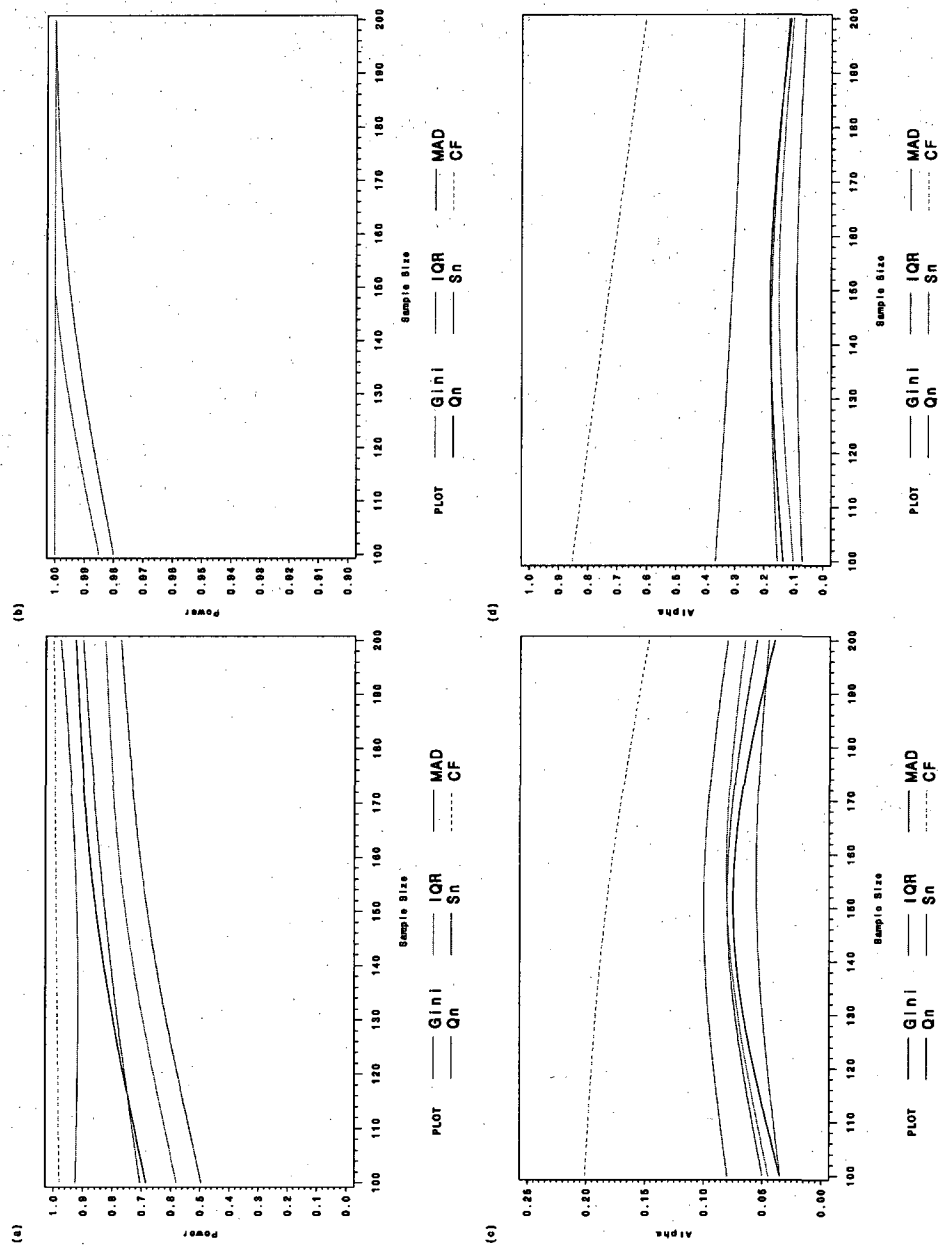 (a)
Power
1.0
0.9
0.8
0.7
0.6
0.5
0.4
0.3
0.2
0.1
0.0
100 110 120 130 140 150 160 170 180 190 200
Sample Size
PLOT Gini IQR MAD
Qn Sn CF
(b)
Power
1.00
0.99
0.98
0.97
0.96
0.95
0.94
0.93
0.92
0.91
0.90
100 110 120 130 140 150 160 170 180 190 200
Sample Size
PLOT Gini IQR MAD
Qn Sn CF
(c)
Alpha
0.25
0.20
0.15
0.10
0.05
0.00
100 110 120 130 140 150 160 170 180 190 200
Sample Size
PLOT Gini IQR MAD
Qn Sn CF
(d)
Alpha
1.0
0.9
0.8
0.7
0.6
0.5
0.4
0.3
0.2
0.1
0.0
100 110 120 130 140 150 160 170 180 190 200
Sample Size
PLOT Gini IQR MAD
Qn Sn CF